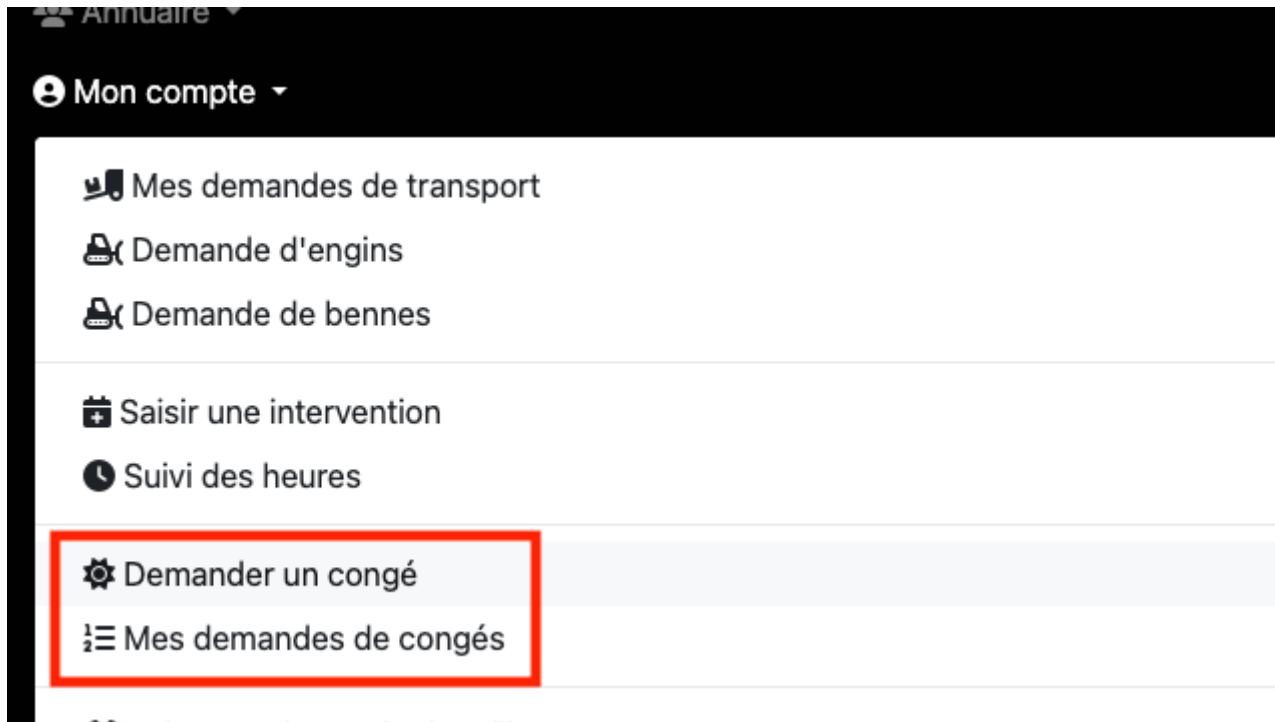 Annuaire
Mon compte
Mes demandes de transport
Demande d'engins
Demande de bennes
Saisir une intervention
Suivi des heures
Demander un congé
Mes demandes de congés